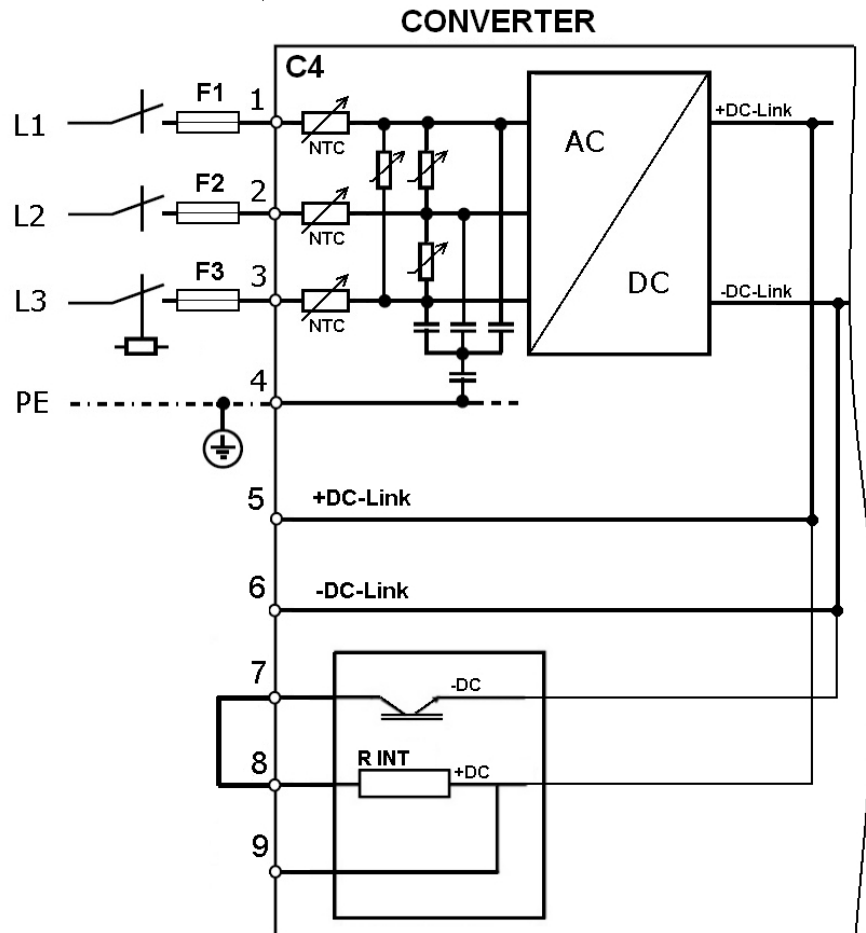 CONVERTER
C4
L1
F1
1
NTC
+DC-Link
AC
L2
F2
2
NTC
L3
F3
3
NTC
DC
-DC-Link
PE
4
5
+DC-Link
6
-DC-Link
7
-DC
8
R INT
+DC
9